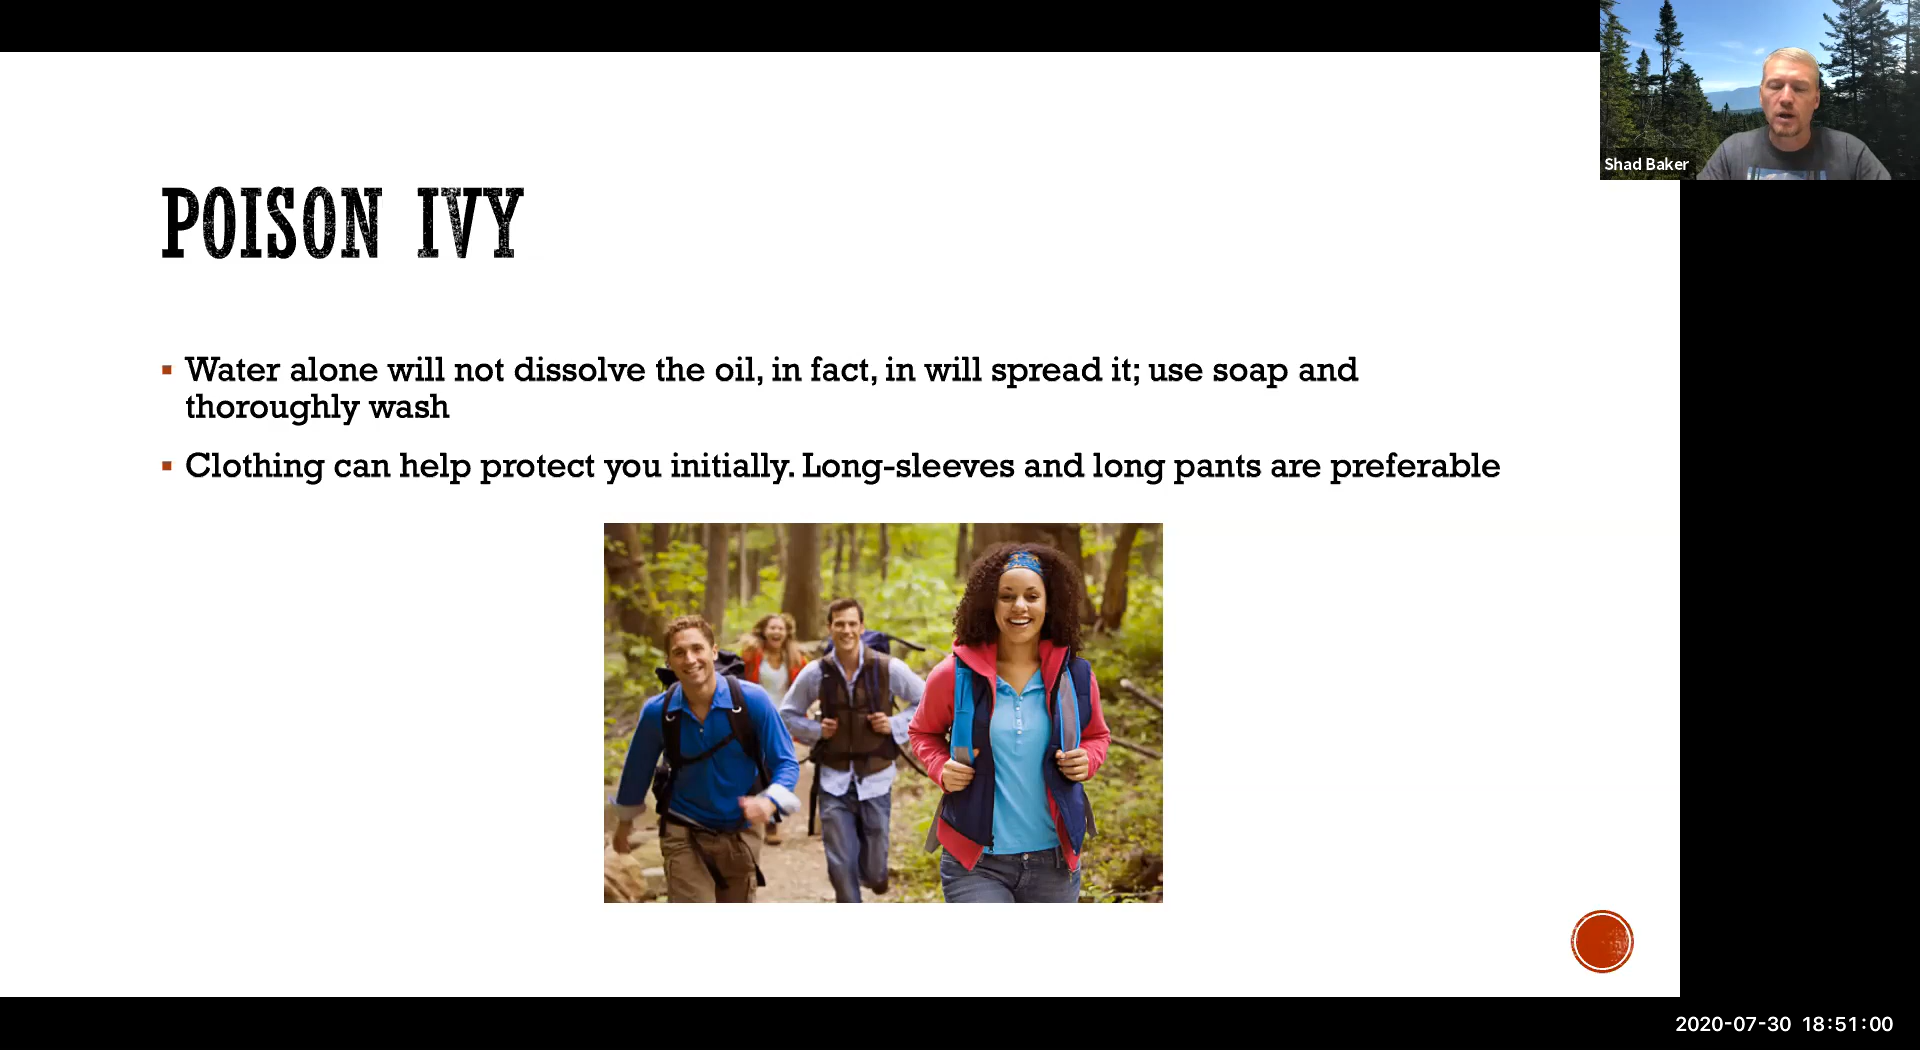 Shad Baker
POISON IVY
Water alone will not dissolve the oil, in fact, in will spread it; use soap and
thoroughly wash
Clothing can help protect you initially. Long-sleeves and long pants are preferable
2020-07-30 18:51:00